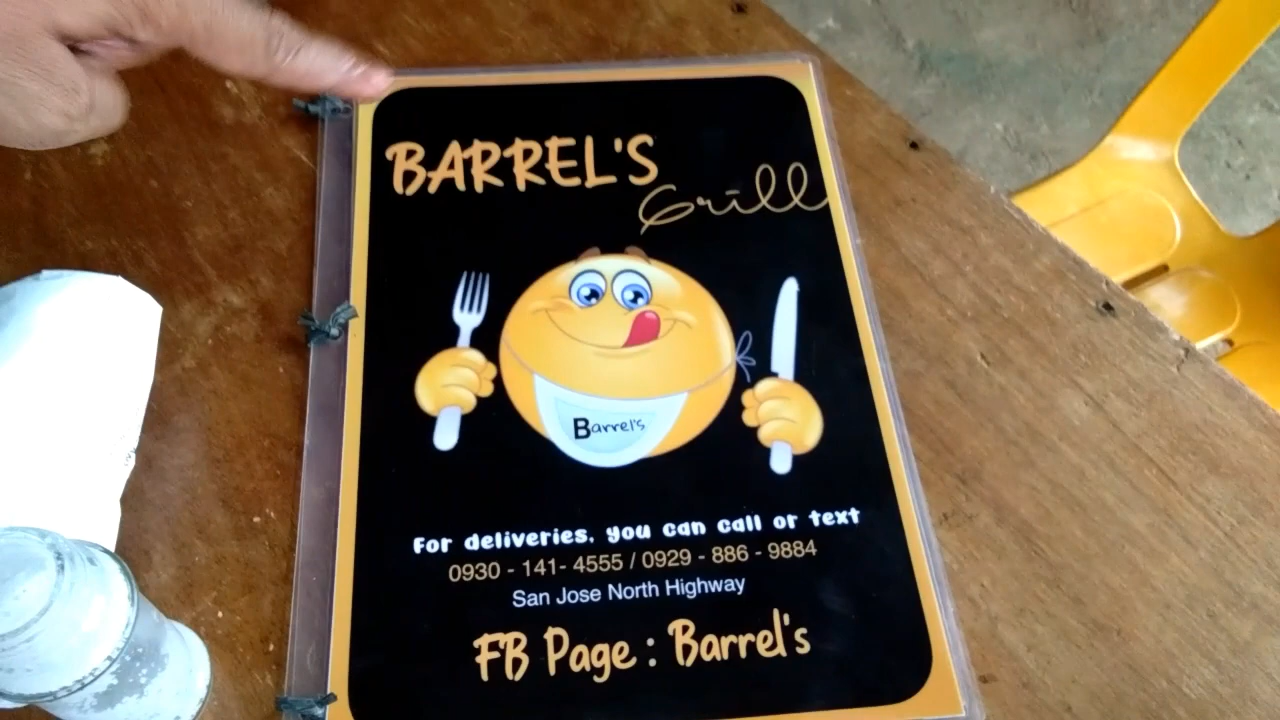 BARREL'S
Grill
Barrel's
For deliveries, you can call or text
0930 - 141- 4555 / 0929 - 886 - 9884
San Jose North Highway
FB Page : Barrel's